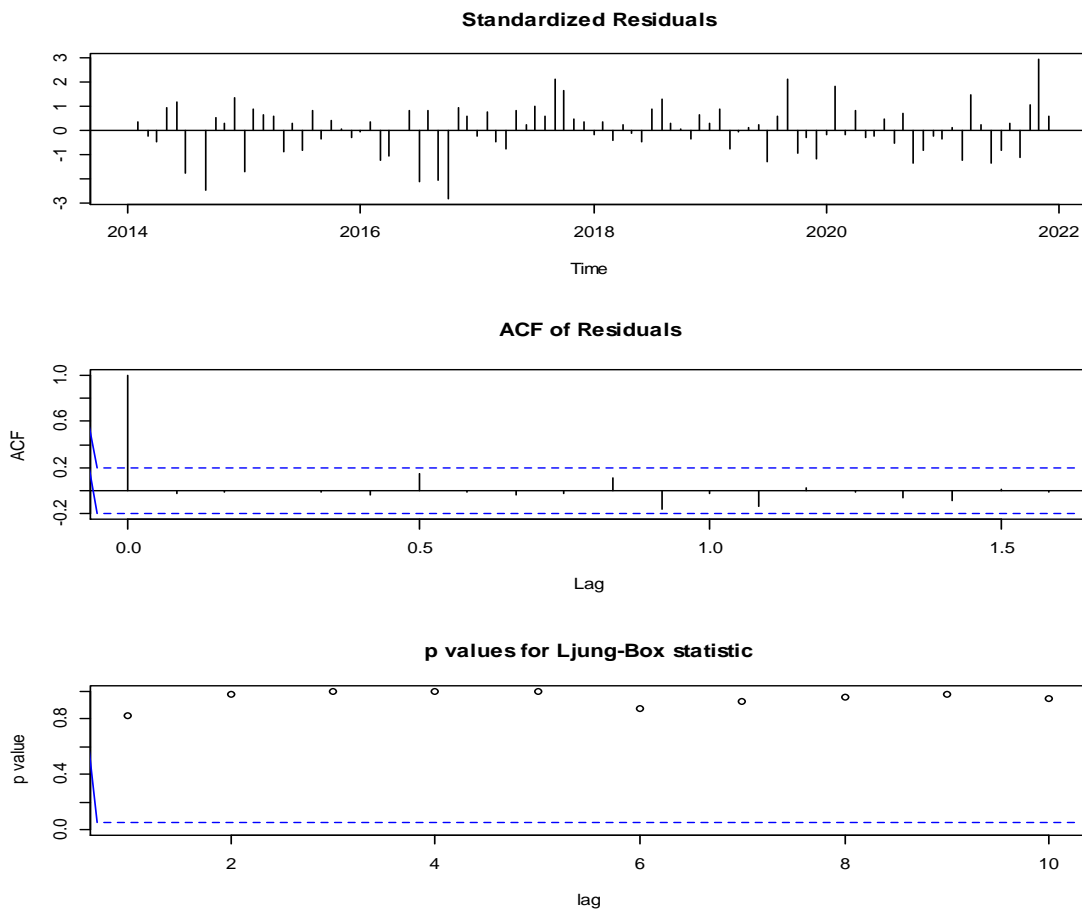 Standardized Residuals
3
2
1
0
-1
-3
2014 2016 2018 2020 2022
Time
ACF of Residuals
ACF
1.0
0.6
0.2
-0.2
0.0 0.5 1.0 1.5
Lag
p values for Ljung-Box statistic
p value
0.8
0.4
0.0
2 4 6 8 10
lag